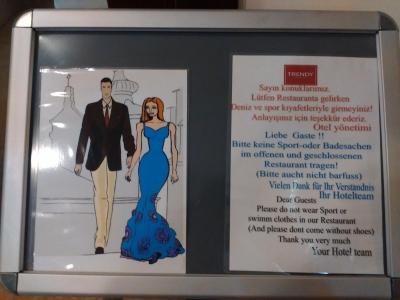 TRENDY
Sayın konuklarımız.
Lütfen Restauranta gelirken
Deniz ve spor kıyafetleriyle girmeyiniz!
Anlayışınız için teşekkür ederiz.
Otel yönetimi
Liebe Gaste !!
Bitte keine Sport-oder Badesachen
im offenen und geschlossenen
Restaurant tragen!
(Bitte aucht nicht barfuss)
Vielen Dank für Ihr Verständnis
Ihr Hotelteam
Dear Guests
Please do not wear Sport or
swimm clothes in our Restaurant
(And please dont come without shoes)
Thank you very much
Your Hotel team